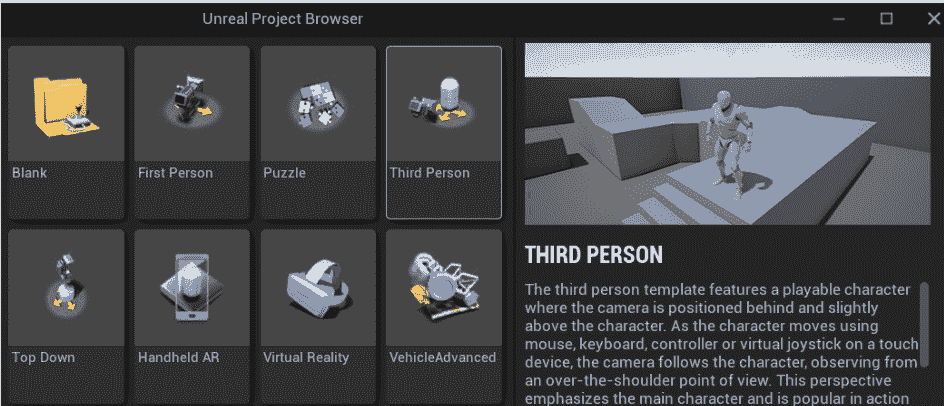 Unreal Project Browser
Blank
First Person
Puzzle
Third Person
Top Down
Handheld AR
Virtual Reality
VehicleAdvanced
THIRD PERSON
The third person template features a playable character
where the camera is positioned behind and slightly
above the character. As the character moves using
mouse, keyboard, controller or virtual joystick on a touch
device, the camera follows the character, observing from
an over-the-shoulder point of view. This perspective
emphasizes the main character and is popular in action